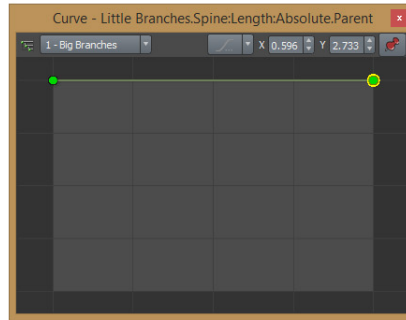 Curve - Little Branches.Spine:Length:Absolute.Parent x
1 - Big Branches X 0.596 Y 2.733